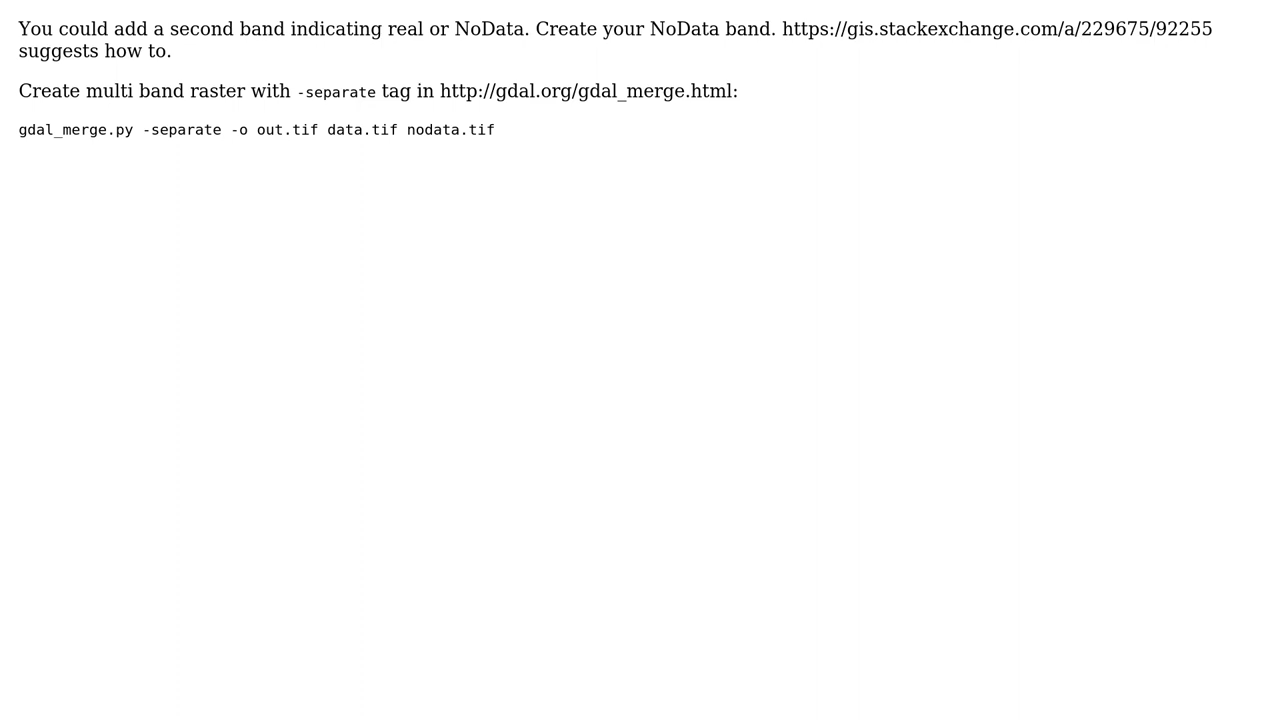 You could add a second band indicating real or NoData. Create your NoData band. https://gis.stackexchange.com/a/229675/92255
suggests how to.
Create multi band raster with -separate tag in http://gdal.org/gdal_merge.html:
gdal_merge.py -separate -o out.tif data.tif nodata.tif